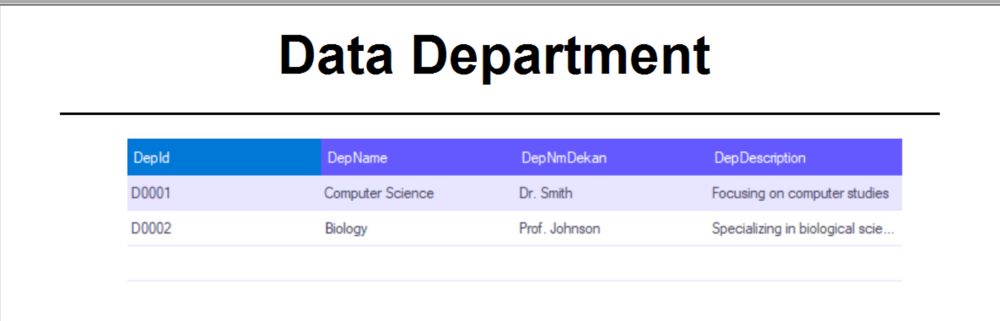 Data Department
DepId DepName DepNmDekan DepDescription
D0001 Computer Science Dr. Smith Focusing on computer studies
D0002 Biology Prof. Johnson Specializing in biological scie...